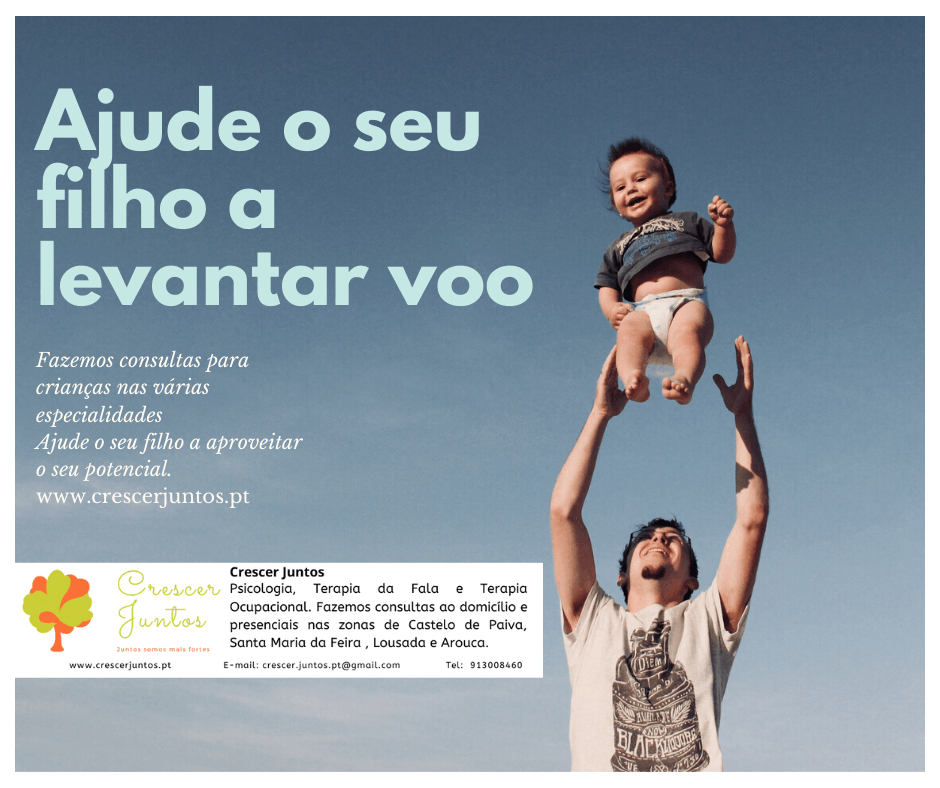 Ajude o seu
filho a
levantar voo
Fazemos consultas para
crianças nas várias
especialidades
Ajude o seu filho a aproveitar
o seu potencial.
www.crescerjuntos.pt
Crescer
Juntos
Juntos somos mais fortes
Crescer Juntos
Psicologia, Terapia da Fala e Terapia
Ocupacional. Fazemos consultas ao domicílio e
presenciais nas zonas de Castelo de Paiva,
Santa Maria da Feira , Lousada e Arouca.
www.crescerjuntos.pt E-mail: crescer.juntos.pt@gmail.com Tel: 913008460